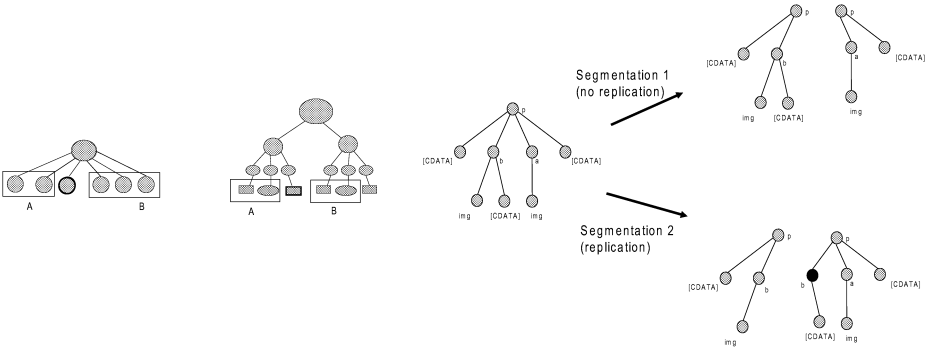 A
B
A
B
p
[CDATA]
b
a
[CDATA]
img
[CDATA]
img
Segmentation 1
(no replication)
Segmentation 2
(replication)
p
[CDATA]
b
img
[CDATA]
p
a
[CDATA]
img
p
[CDATA]
b
img
p
b
a
[CDATA]
[CDATA]
img